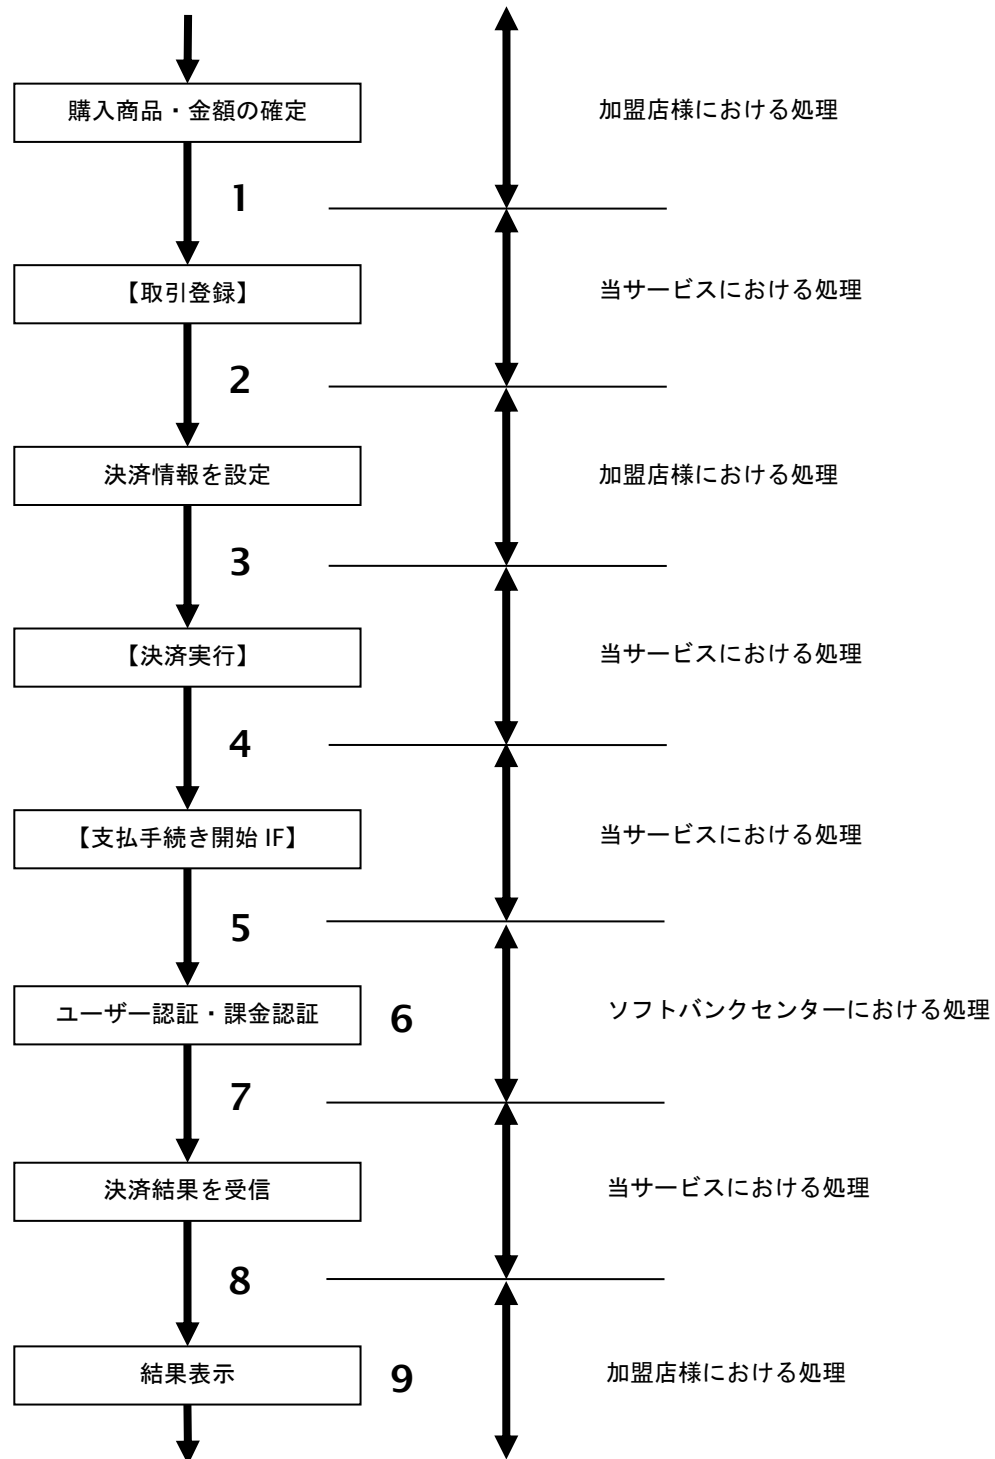 購入商品・金額の確定
加盟店様における処理
1
【取引登録】
当サービスにおける処理
2
決済情報を設定
加盟店様における処理
3
【決済実行】
当サービスにおける処理
4
【支払手続き開始 IF】
当サービスにおける処理
5
ユーザー認証・課金認証
6
ソフトバンクセンターにおける処理
7
決済結果を受信
当サービスにおける処理
8
結果表示
9
加盟店様における処理